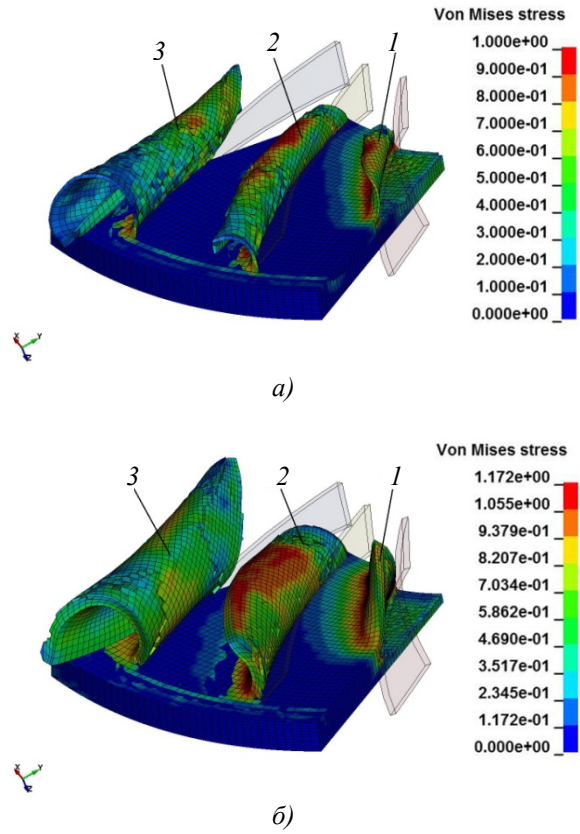 Von Mises stress
3
2
1
1.000e+00
9.000e-01
8.000e-01
7.000e-01
6.000e-01
5.000e-01
4.000e-01
3.000e-01
2.000e-01
1.000e-01
0.000e+00
X
Y
Z
а)
Von Mises stress
3
2
1
1.172e+00
1.055e+00
9.379e-01
8.207e-01
7.034e-01
5.862e-01
4.690e-01
3.517e-01
2.345e-01
1.172e-01
0.000e+00
X
Y
Z
б)